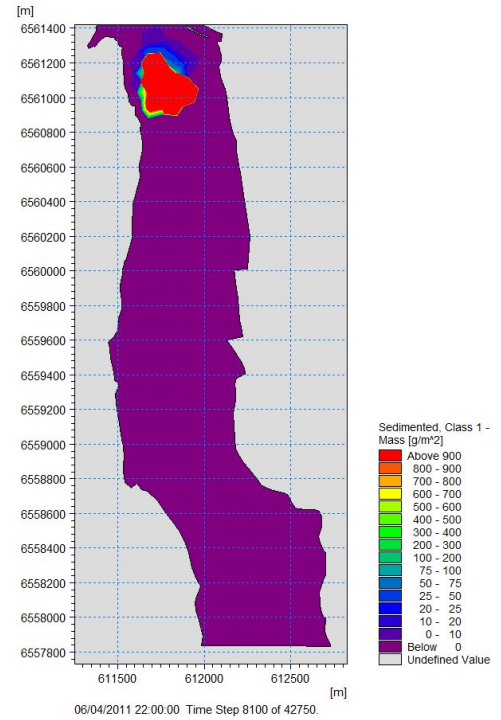 [m]
6561400
6561200
6561000
6560800
6560600
6560400
6560200
6560000
6559800
6559600
6559400
6559200
6559000
6558800
6558600
6558400
6558200
6558000
6557800
611500 612000 612500
[m]
06/04/2011 22:00:00 Time Step 8100 of 42750.
Sedimented, Class 1 -
Mass [g/m^2]
Above 900
800 - 900
700 - 800
600 - 700
500 - 600
400 - 500
300 - 400
200 - 300
100 - 200
75 - 100
50 - 75
25 - 50
20 - 25
10 - 20
0 - 10
Below 0
Undefined Value